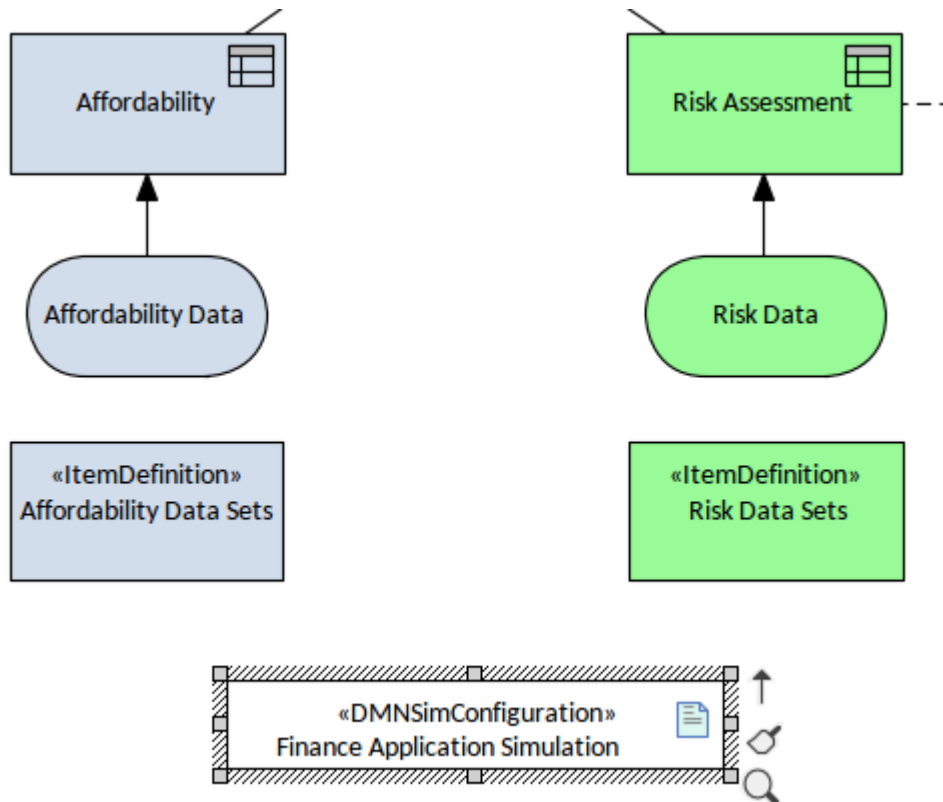 Affordability
Risk Assessment
Affordability Data
Risk Data
«ItemDefinition»
Affordability Data Sets
«ItemDefinition»
Risk Data Sets
«DMNSimConfiguration»
Finance Application Simulation